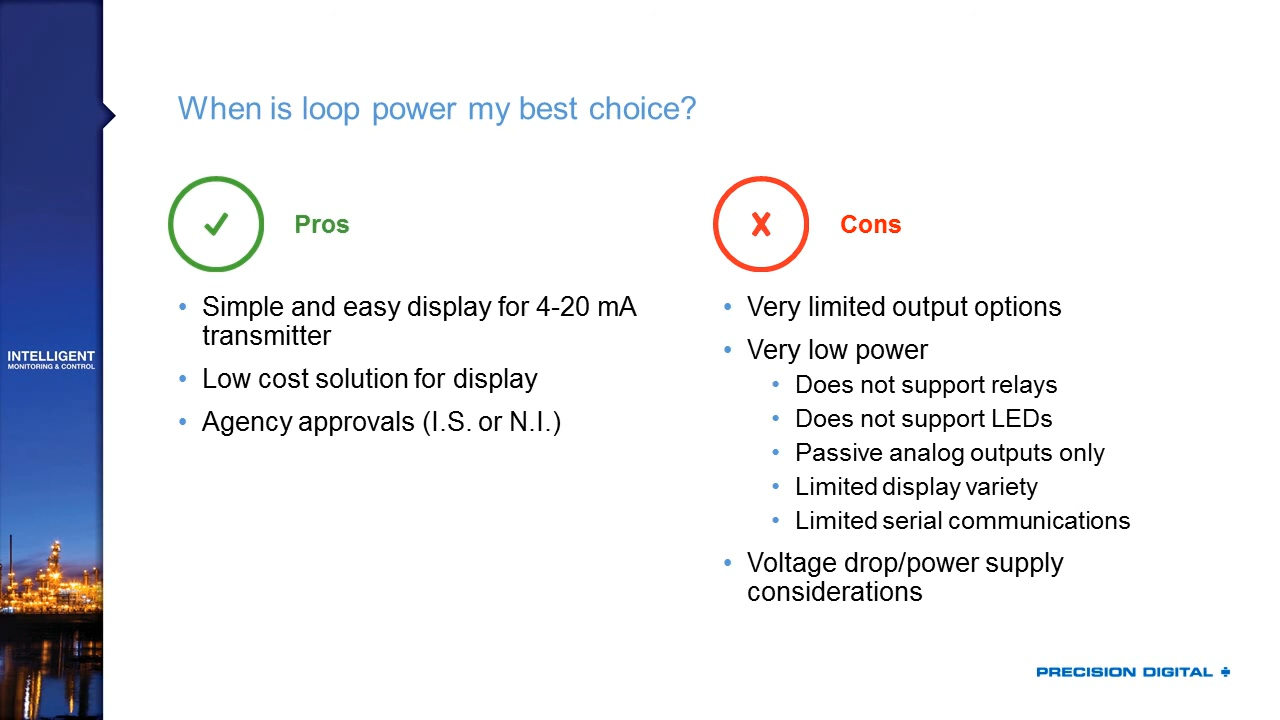 When is loop power my best choice?
Pros
• Simple and easy display for 4-20 mA
transmitter
• Low cost solution for display
• Agency approvals (I.S. or N.I.)
Cons
• Very limited output options
• Very low power
• Does not support relays
• Does not support LEDs
• Passive analog outputs only
• Limited display variety
• Limited serial communications
• Voltage drop/power supply
considerations
INTELLIGENT
MONITORING & CONTROL
PRECISION DIGITAL